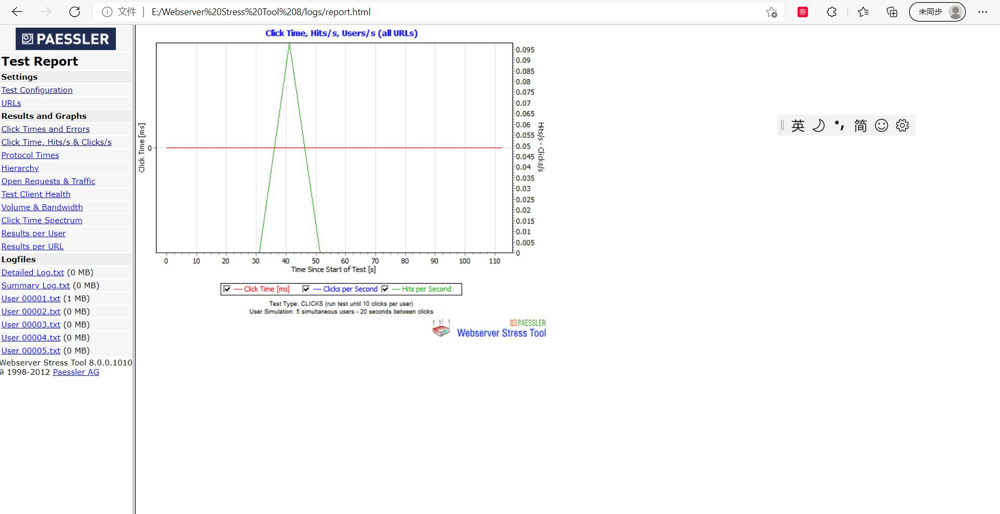 文件 | E:/Webserver%20Stress%20Tool%208/logs/report.html
券
未同步
PAESSLER
Test Report
Settings
Test Configuration
URLs
Results and Graphs
Click Times and Errors
Click Time, Hits/s & Clicks/s
Protocol Times
Hierarchy
Open Requests & Traffic
Test Client Health
Volume & Bandwidth
Click Time Spectrum
Results per User
Results per URL
Logfiles
Detailed Log.txt (0 MB)
Summary Log.txt (0 MB)
User 00001.txt (1 MB)
User 00002.txt (0 MB)
User 00003.txt (0 MB)
User 00004.txt (0 MB)
User 00005.txt (0 MB)
Webserver Stress Tool 8.0.0.1010
й 1998-2012 Paessler AG
Click Time, Hits/s, Users/s (all URLs)
Click Time [ms]
0
0.095
0.09
0.085
0.08
0.075
0.07
0.065
0.06
0.055
0.05
0.045
0.04
0.035
0.03
0.025
0.02
0.015
0.01
0.005
0
Hits/s - Clicks/s
0 10 20 30 40 50 60 70 80 90 100 110
Time Since Start of Test [s]
Click Time [ms] Clicks per Second Hits per Second
Test Type: CLICKS (run test until 10 clicks per user)
User Simulation: 5 simultaneous users - 20 seconds between clicks
PAESSLER
Webserver Stress Tool
英 简